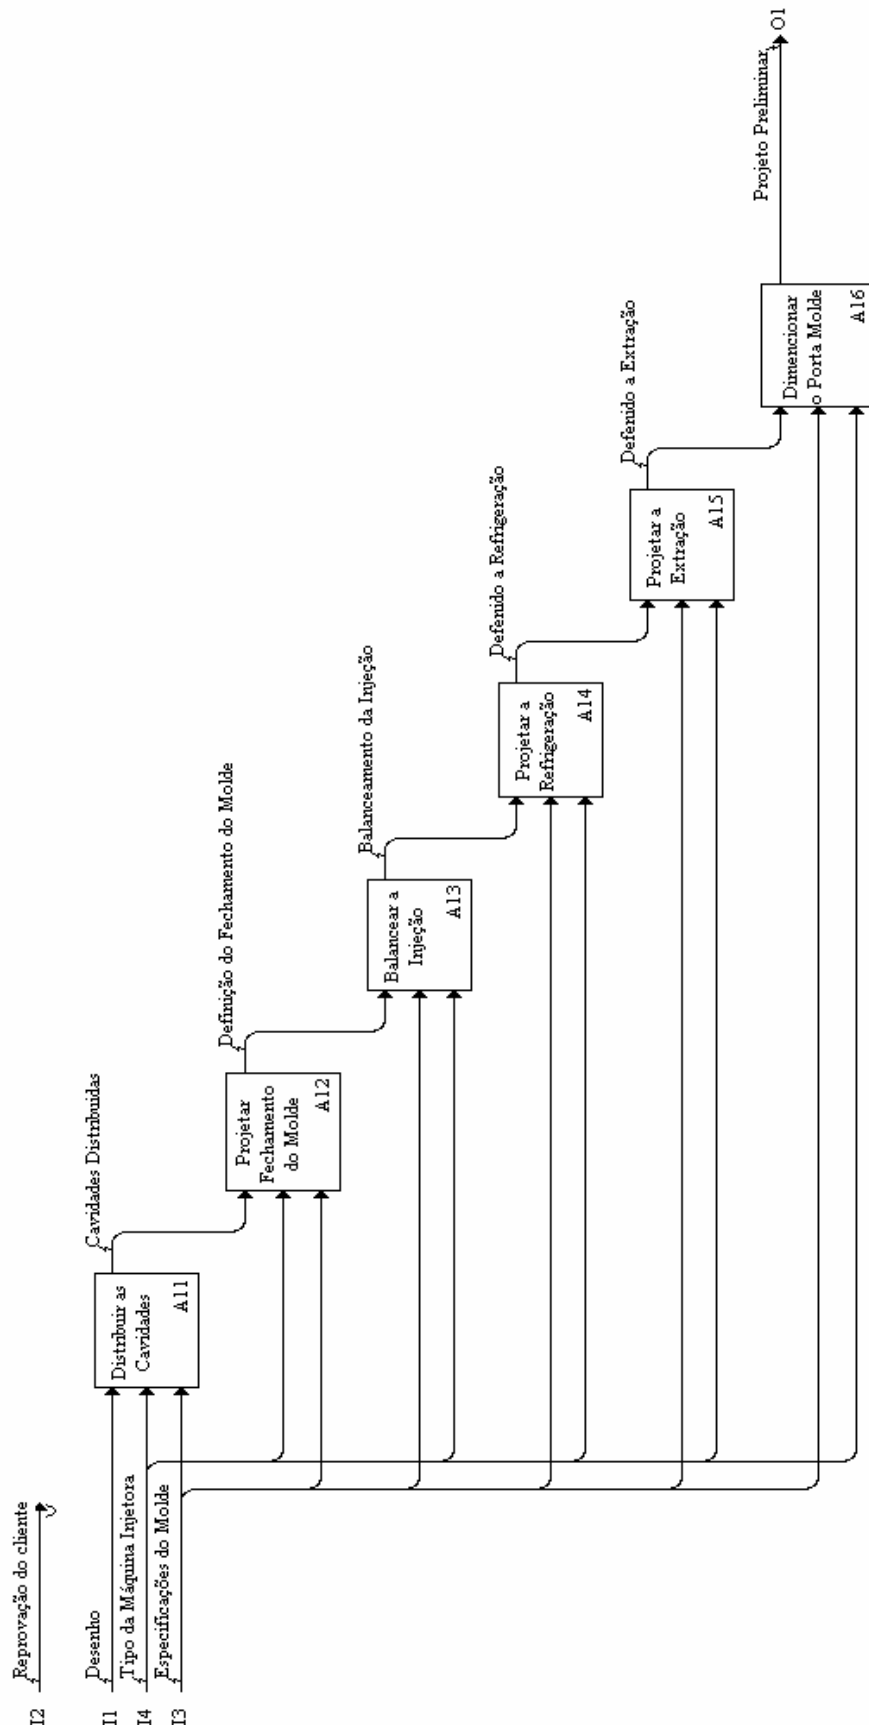 I2
Reprovação do cliente
I1
Desenho
I4
Tipo da Máquina Injetora
I3
Especificações do Molde
Distribuir as
Cavidades
A11
Cavidades Distribuidas
Projetar
Fechamento
do Molde
A12
Definição do Fechamento do Molde
Balancear a
Injeção
A13
Balanceamento da Injeção
Projetar a
Refrigeração
A14
Defenido a Refrigeração
Projetar a
Extração
A15
Defenido a Extração
Dimencionar
o Porta Molde
A16
Projeto Preliminar
O1